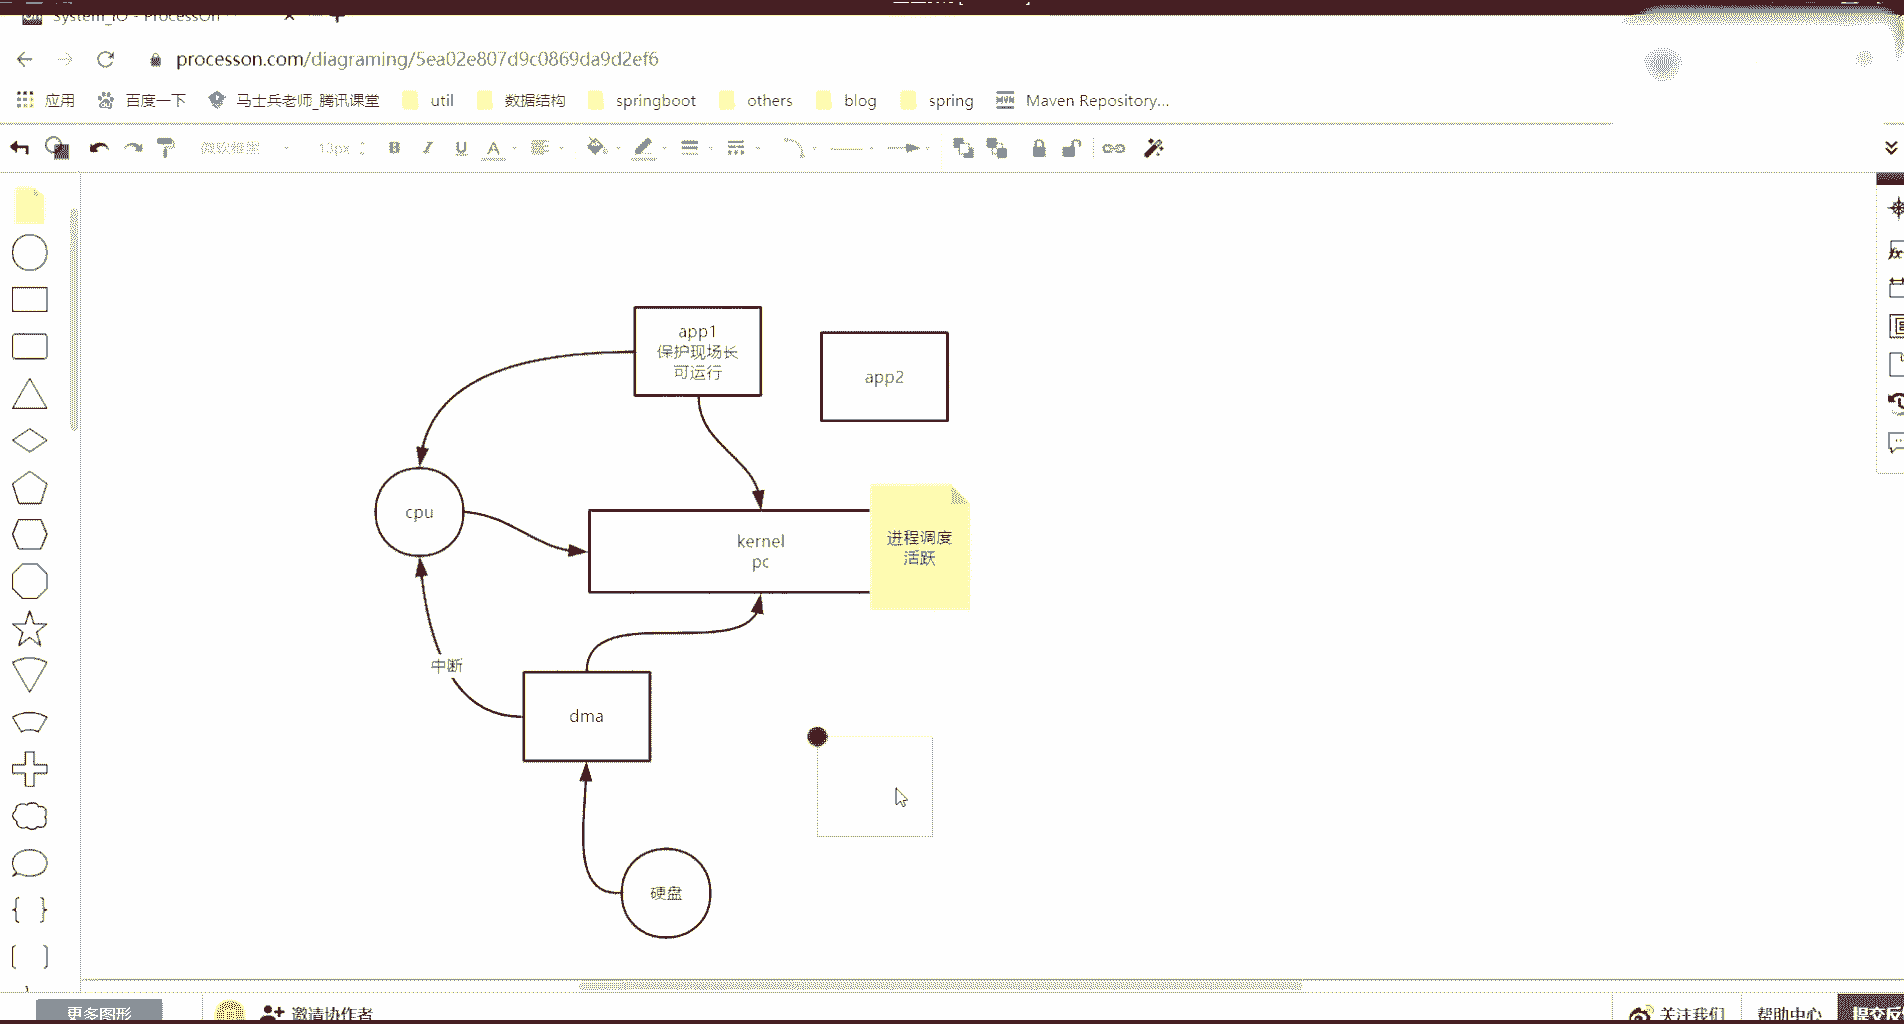 System_IO - ProcessOn
processon.com/diagraming/5ea02e807d9c0869da9d2ef6
应用
百度一下
马士兵老师_腾讯课堂
util
数据结构
springboot
others
blog
spring
Maven Repository...
13px
B I U A
app1
保护现场长
可运行
app2
cpu
kernel
pc
进程调度
活跃
中断
dma
硬盘
更多图形
邀请协作者
关注我们
帮助中心
提交反